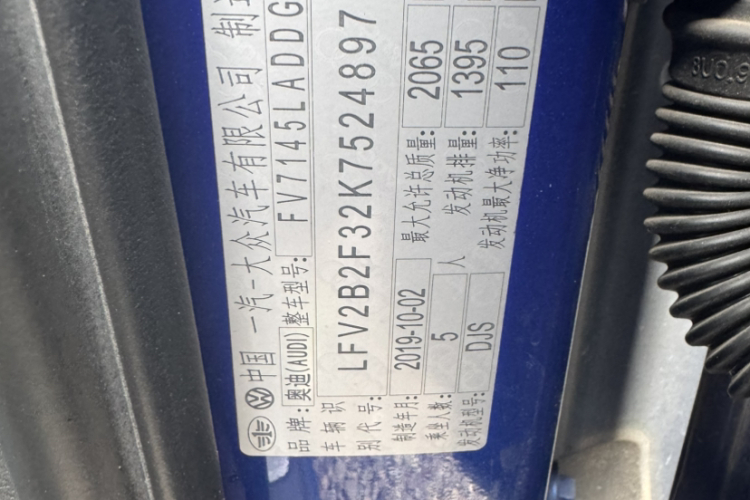 中国 一汽-大众汽车有限公司 制
品牌: 奥迪(AUDI) 整车型号: FV7145LADDG
车辆识别代号: LFV2B2F32K7524897
制造年月: 2019-10-02 最大允许总质量: 2065
乘坐人数: 5 人 发动机排量: 1395
发动机型号: DJS 发动机最大净功率: 110